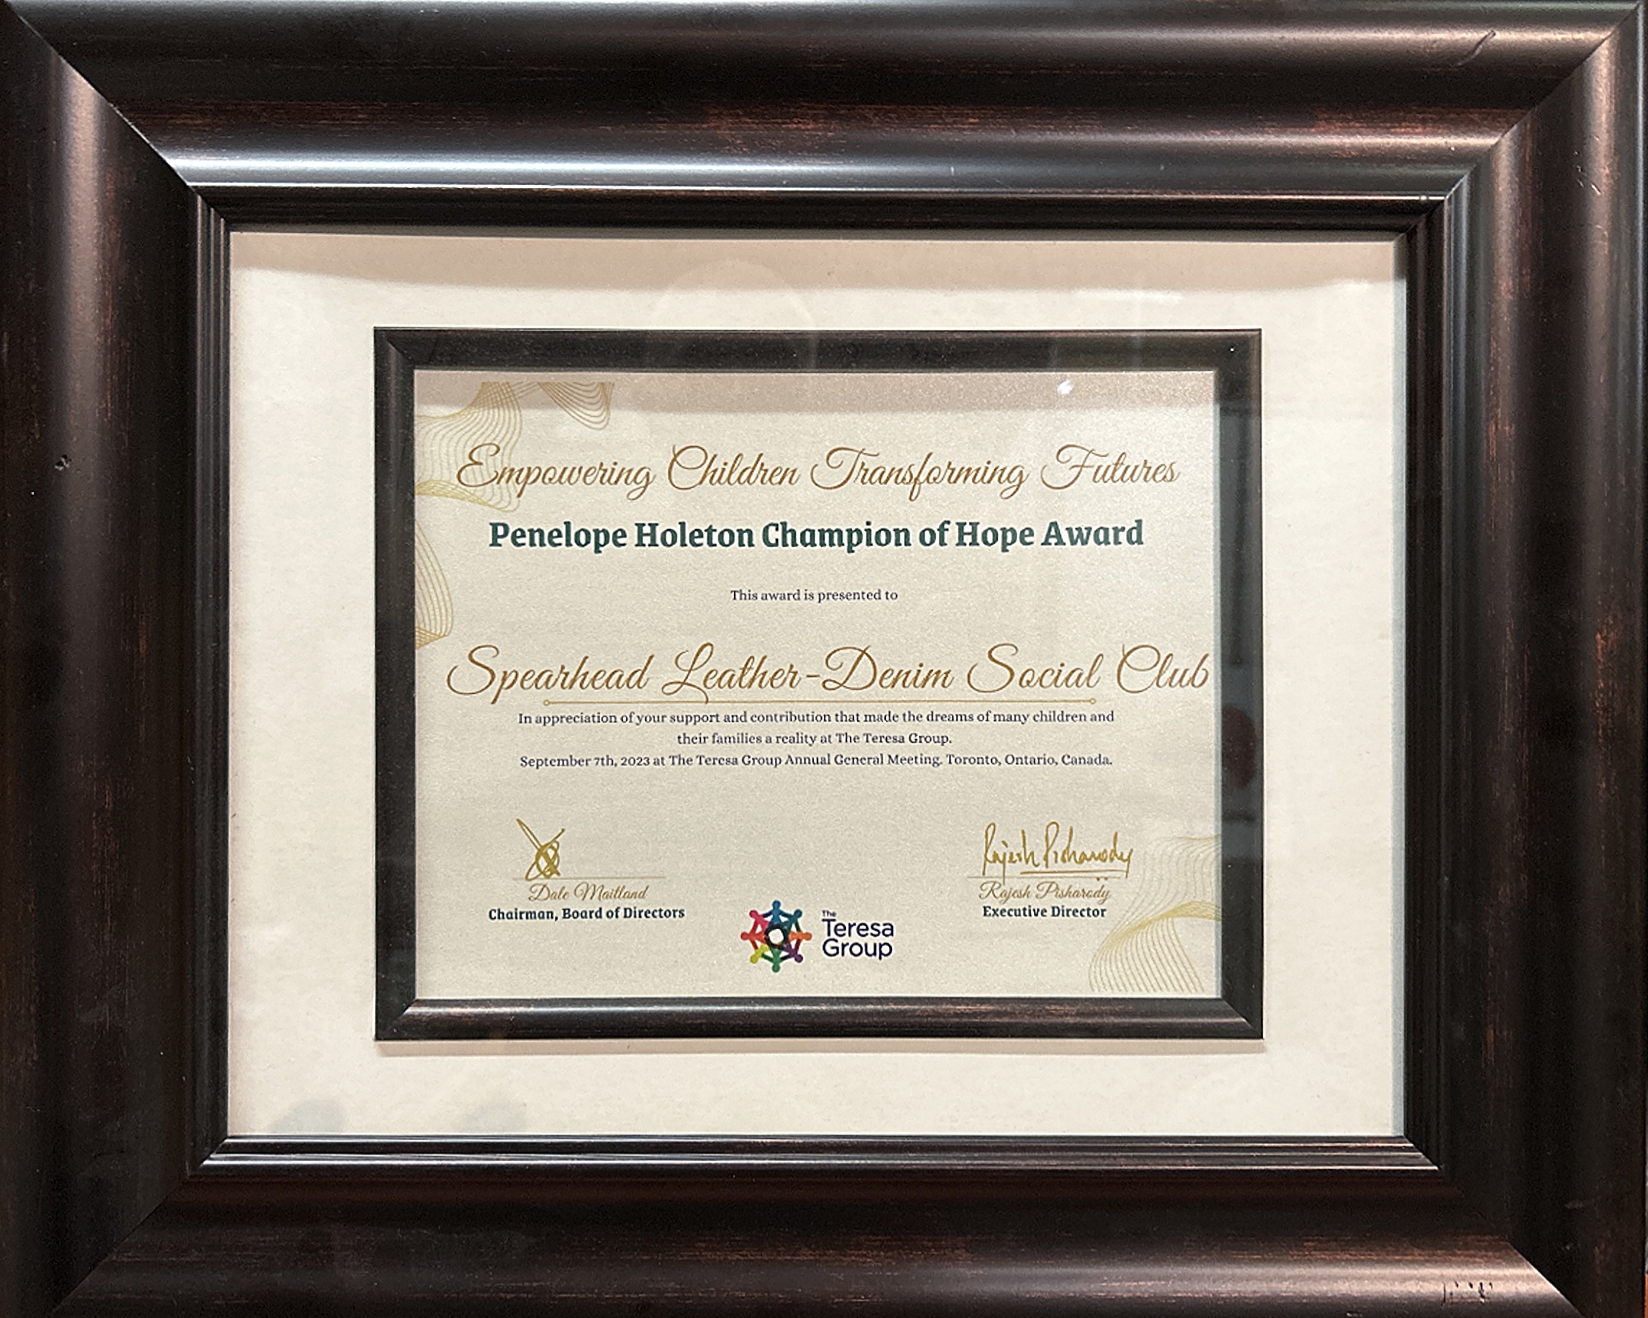 Empowering Children Transforming Futures
Penelope Holeton Champion of Hope Award
This award is presented to
Spearhead Leather-Denim Social Club
In appreciation of your support and contribution that made the dreams of many children and
their families a reality at The Teresa Group.
September 7th, 2023 at The Teresa Group Annual General Meeting. Toronto, Ontario, Canada.
Rajesh Pisharody
Dale Maitland
Chairman, Board of Directors
Rajesh Pisharody
Executive Director
The
Teresa
Group